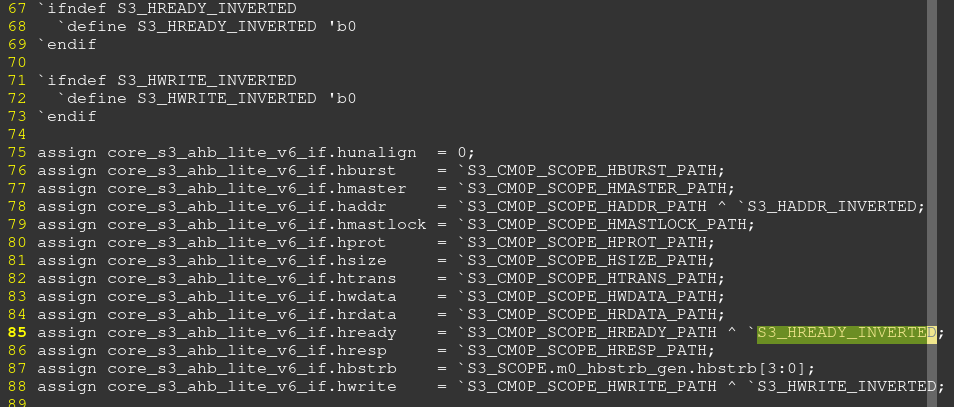 67 `ifndef S3_HREADY_INVERTED
68   `define S3_HREADY_INVERTED 'b0
69 `endif
70
71 `ifndef S3_HWRITE_INVERTED
72   `define S3_HWRITE_INVERTED 'b0
73 `endif
74
75 assign core_s3_ahb_lite_v6_if.hunalign  = 0;
76 assign core_s3_ahb_lite_v6_if.hburst    = `S3_CM0P_SCOPE_HBURST_PATH;
77 assign core_s3_ahb_lite_v6_if.hmaster   = `S3_CM0P_SCOPE_HMASTER_PATH;
78 assign core_s3_ahb_lite_v6_if.haddr     = `S3_CM0P_SCOPE_HADDR_PATH ^ `S3_HADDR_INVERTED;
79 assign core_s3_ahb_lite_v6_if.hmastlock = `S3_CM0P_SCOPE_HMASTLOCK_PATH;
80 assign core_s3_ahb_lite_v6_if.hprot     = `S3_CM0P_SCOPE_HPROT_PATH;
81 assign core_s3_ahb_lite_v6_if.hsize     = `S3_CM0P_SCOPE_HSIZE_PATH;
82 assign core_s3_ahb_lite_v6_if.htrans    = `S3_CM0P_SCOPE_HTRANS_PATH;
83 assign core_s3_ahb_lite_v6_if.hwdata    = `S3_CM0P_SCOPE_HWDATA_PATH;
84 assign core_s3_ahb_lite_v6_if.hrdata    = `S3_CM0P_SCOPE_HRDATA_PATH;
85 assign core_s3_ahb_lite_v6_if.hready    = `S3_CM0P_SCOPE_HREADY_PATH ^ `S3_HREADY_INVERTED;
86 assign core_s3_ahb_lite_v6_if.hresp     = `S3_CM0P_SCOPE_HRESP_PATH;
87 assign core_s3_ahb_lite_v6_if.hbstrb    = `S3_SCOPE.m0_hbstrb_gen.hbstrb[3:0];
88 assign core_s3_ahb_lite_v6_if.hwrite    = `S3_CM0P_SCOPE_HWRITE_PATH ^ `S3_HWRITE_INVERTED;
89